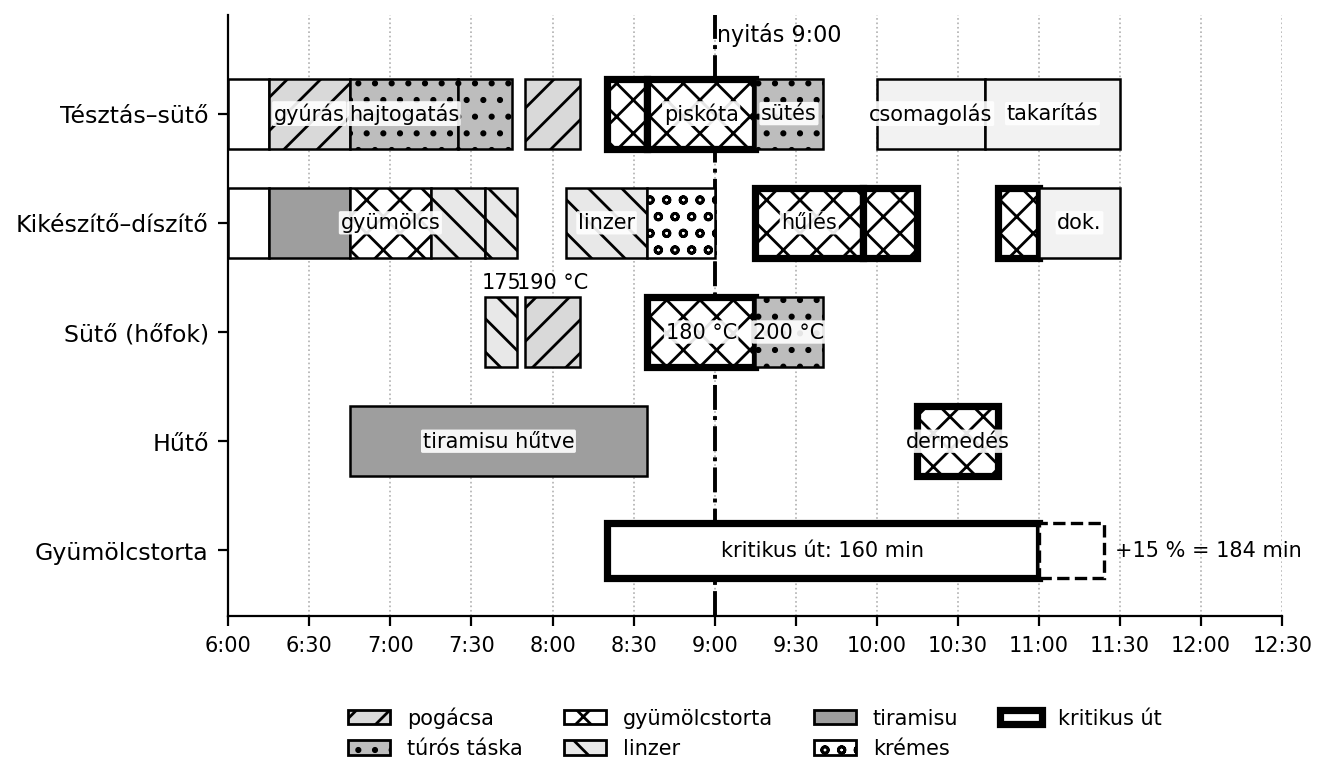 nyitás 9:00
Tésztás–sütő
gyúrás hajtogatás piskóta sütés csomagolás takarítás
Kikészítő–díszítő
gyümölcs linzer hűlés dok.
175 190 °C
Sütő (hőfok)
180 °C 200 °C
Hűtő
tiramisu hűtve dermedés
Gyümölcstorta
kritikus út: 160 min +15 % = 184 min
6:00 6:30 7:00 7:30 8:00 8:30 9:00 9:30 10:00 10:30 11:00 11:30 12:00 12:30
pogácsa gyümölcstorta tiramisu kritikus út
túrós táska linzer krémes